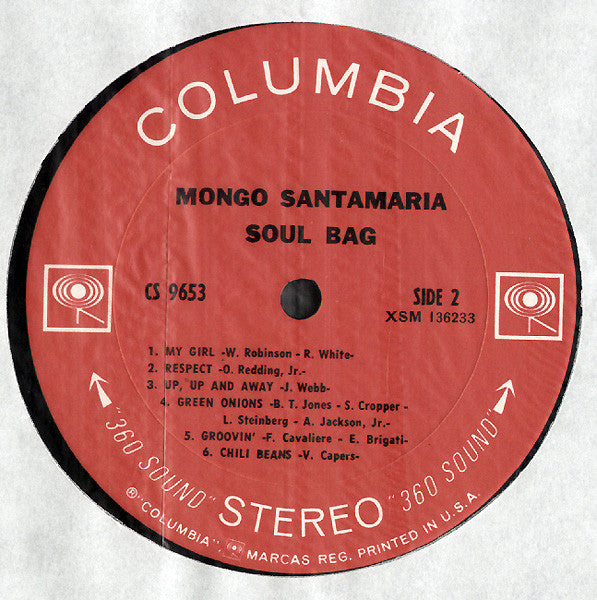 COLUMBIA
MONGO SANTAMARIA
SOUL BAG
CS 9653
SIDE 2
XSM 136233
1. MY GIRL -W. Robinson - R. White-
2. RESPECT -O. Redding, Jr.-
3. UP, UP AND AWAY -J. Webb-
4. GREEN ONIONS -B. T. Jones - S. Cropper -
L. Steinberg - A. Jackson, Jr.-
5. GROOVIN' -F. Cavaliere - E. Brigati-
6. CHILI BEANS -V. Capers-
"360 SOUND" STEREO "360 SOUND"
® "COLUMBIA", MARCAS REG. PRINTED IN U.S.A.